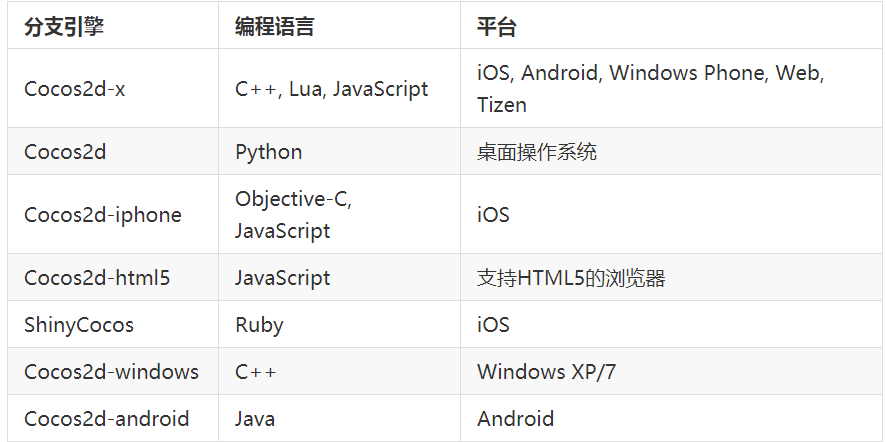 分支引擎 编程语言 平台
Cocos2d-x C++, Lua, JavaScript iOS, Android, Windows Phone, Web,
Tizen
Cocos2d Python 桌面操作系统
Cocos2d-iphone Objective-C,
JavaScript iOS
Cocos2d-html5 JavaScript 支持HTML5的浏览器
ShinyCocos Ruby iOS
Cocos2d-windows C++ Windows XP/7
Cocos2d-android Java Android